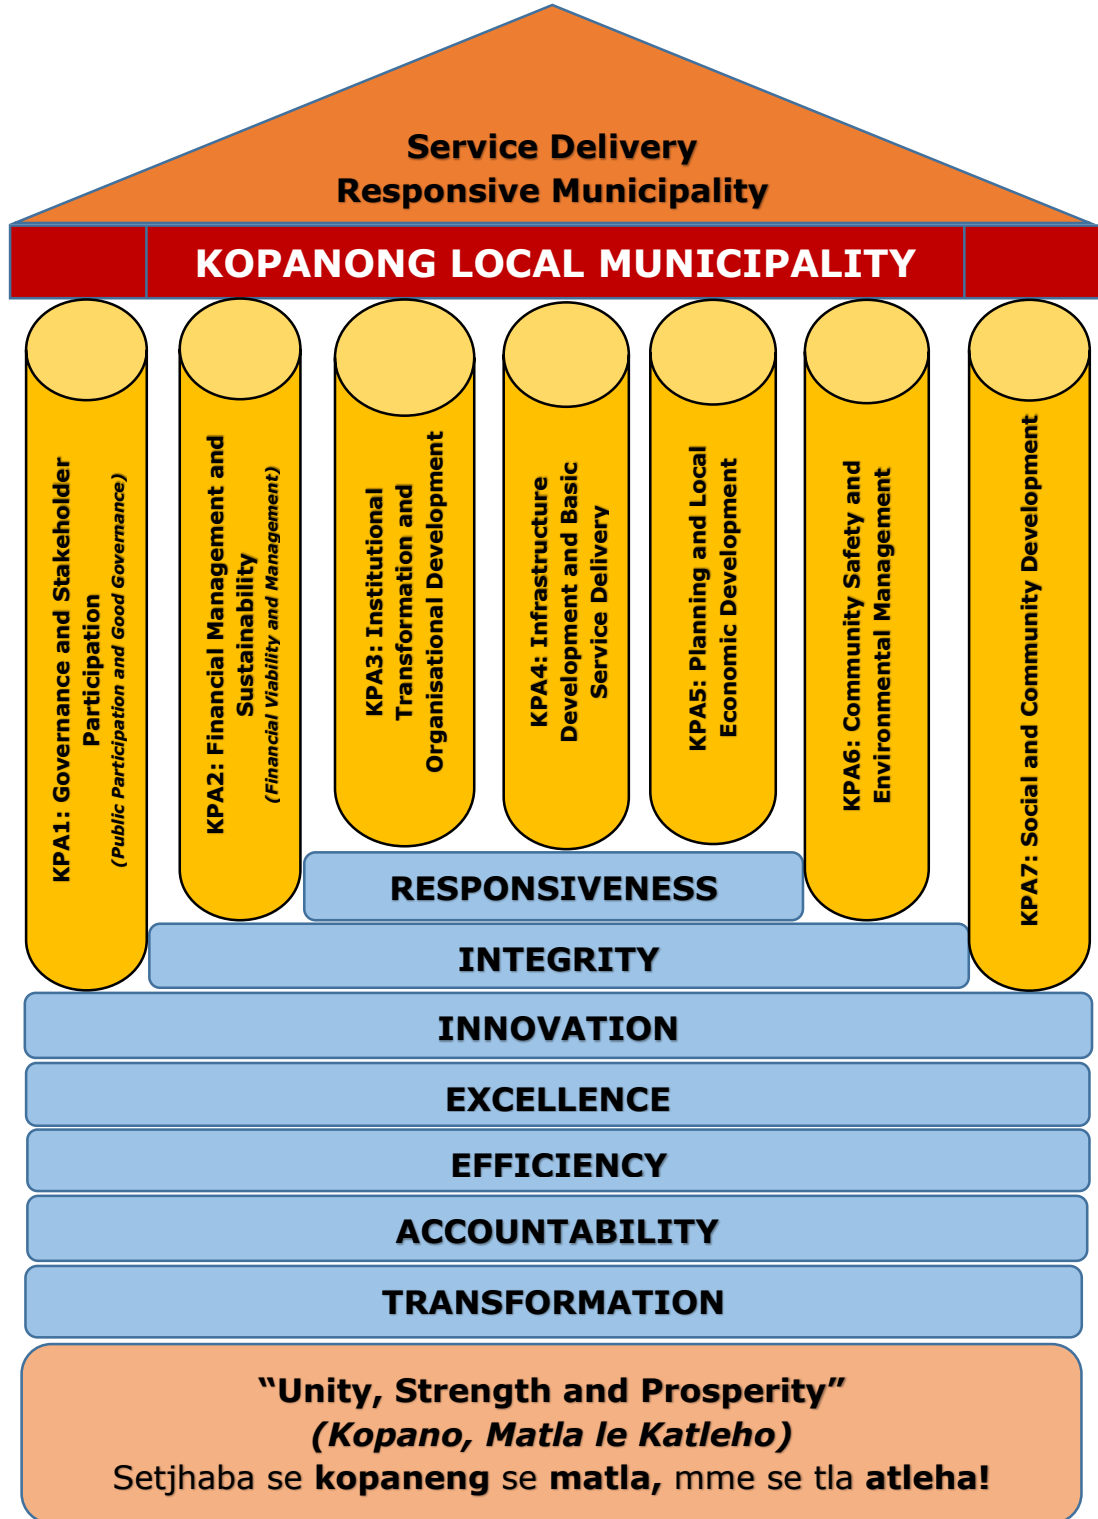 Service Delivery
Responsive Municipality
KOPANONG LOCAL MUNICIPALITY
KPA1: Governance and Stakeholder
Participation
(Public Participation and Good Governance)
KPA2: Financial Management and
Sustainability
(Financial Viability and Management)
KPA3: Institutional
Transformation and
Organisational Development
KPA4: Infrastructure
Development and Basic
Service Delivery
KPA5: Planning and Local
Economic Development
KPA6: Community Safety and
Environmental Management
KPA7: Social and Community Development
RESPONSIVENESS
INTEGRITY
INNOVATION
EXCELLENCE
EFFICIENCY
ACCOUNTABILITY
TRANSFORMATION
“Unity, Strength and Prosperity”
(Kopano, Matla le Katleho)
Setjhaba se kopaneng se matla, mme se tla atleha!